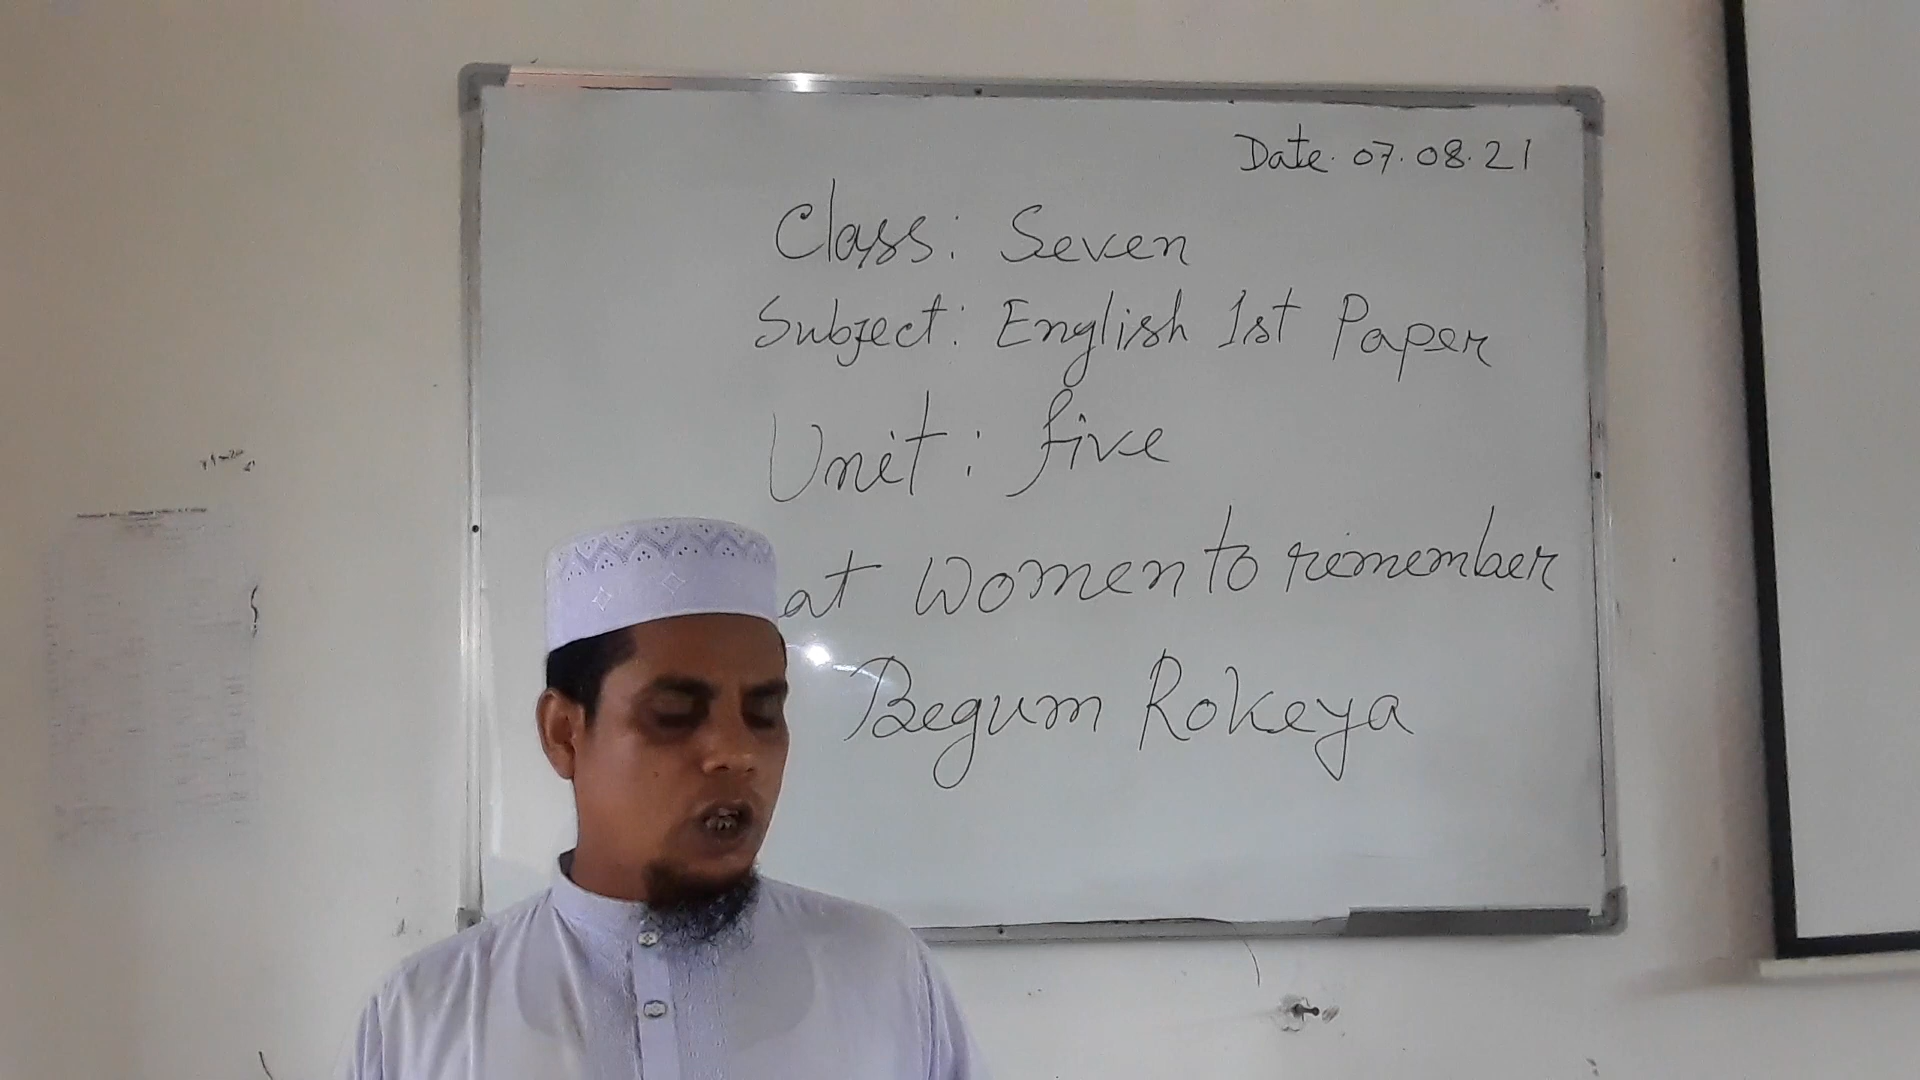 Date. 07.08.21
Class: Seven
Subject: English 1st Paper
Unit: five
at women to remember
Begum Rokeya